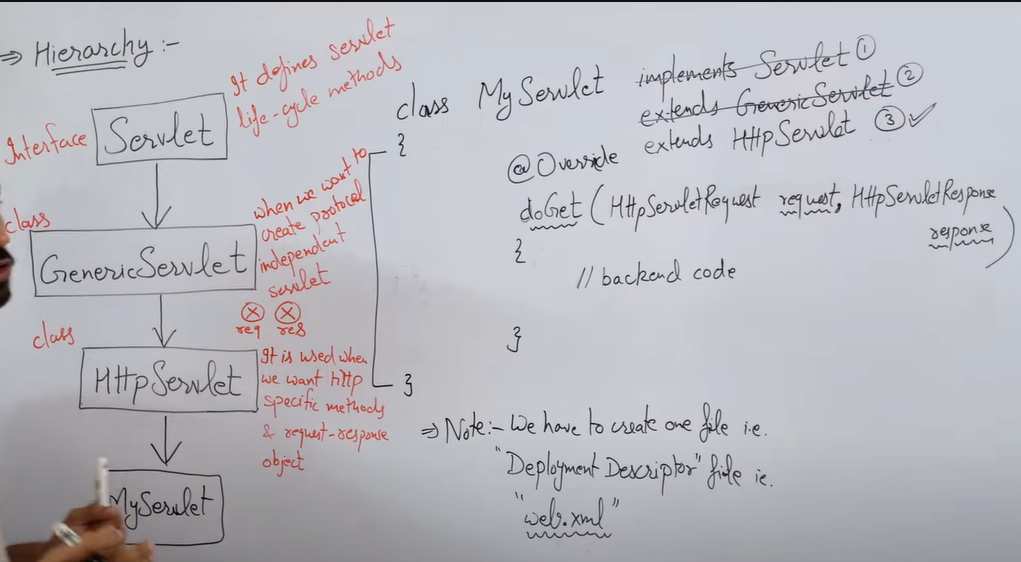 ⇒ Hierarchy :-
It defines servlet
life-cycle methods
Interface
Servlet
class
GenericServlet
when we want to
create protocol
independent
servlet
req res
class
HttpServlet
It is used when
we want http
specific methods
& request-response
object
MyServlet
class MyServlet implements Servlet ①
extends GenericServlet ②
extends HttpServlet ③ ✓
{
@Override
doGet (HttpServletRequest request, HttpServletResponse
response)
{
// backend code
}
}
⇒ Note:- We have to create one file i.e.
"Deployment Descriptor" file ie.
"web.xml"